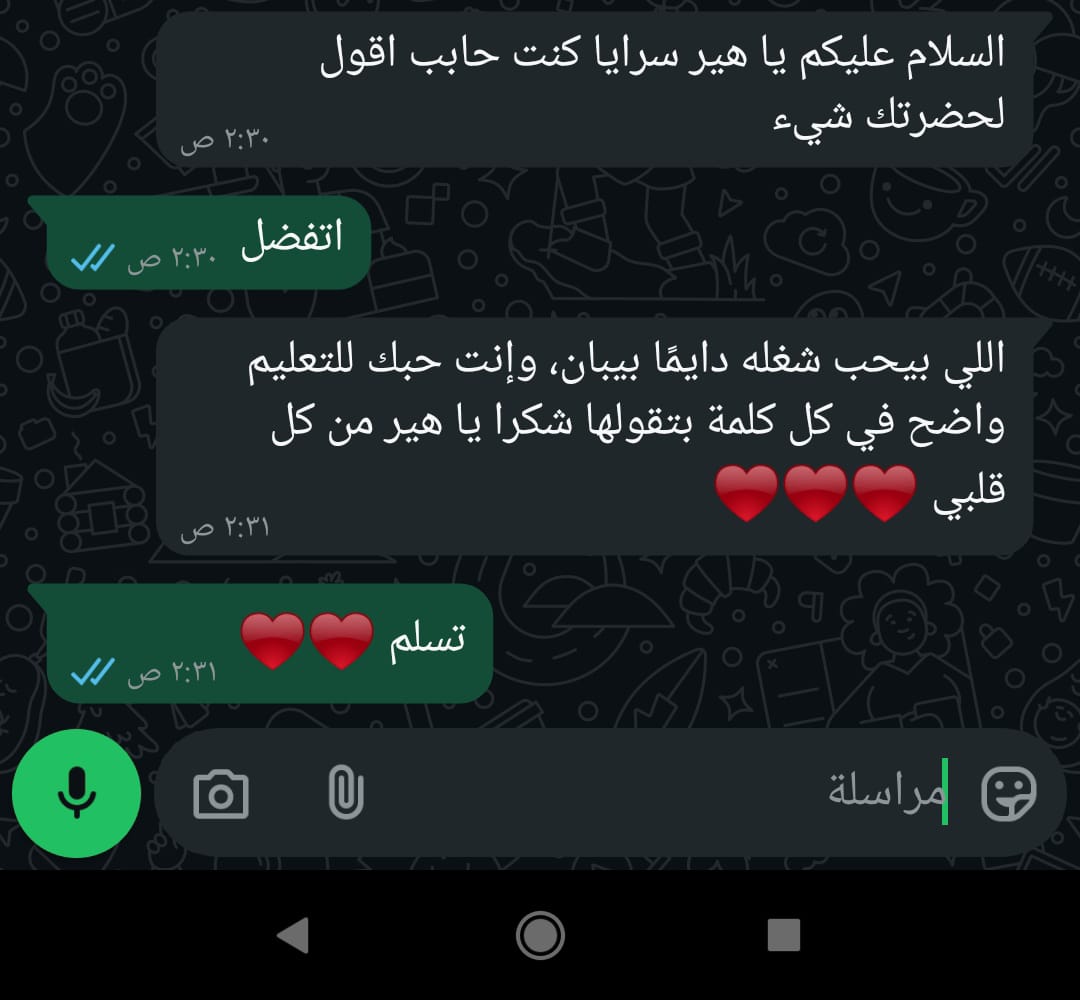 السلام عليكم يا هير سرايا كنت حابب اقول
لحضرتك شيء
٢:٣٠ ص
اتفضل
٢:٣٠ ص
اللي بيحب شغله دايمًا بيبان، وإنت حبك للتعليم
واضح في كل كلمة بتقولها شكرا يا هير من كل
قلبي ♥️♥️♥️
٢:٣١ ص
تسلم ♥️♥️
٢:٣١ ص
مراسلة